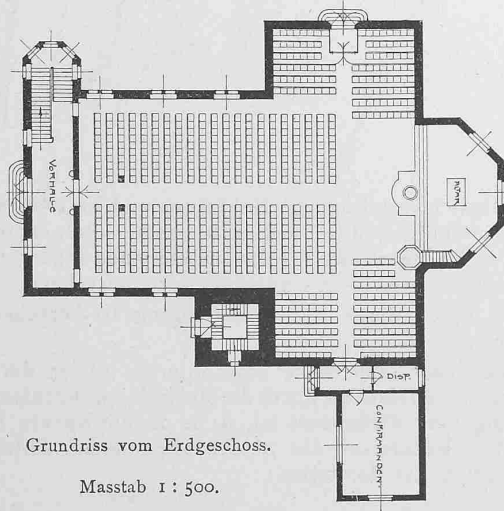 VORHALLE
ALTAR
DISP.
CONFIRMANDEN
Grundriss vom Erdgeschoss.
Masstab 1 : 500.